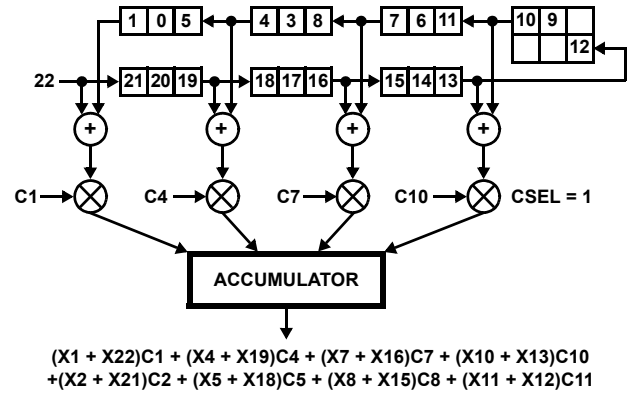 1 0 5 4 3 8 7 6 11 10 9
12
22 21 20 19 18 17 16 15 14 13
+ + + +
C1 C4 C7 C10 CSEL = 1
ACCUMULATOR
(X1 + X22)C1 + (X4 + X19)C4 + (X7 + X16)C7 + (X10 + X13)C10
+(X2 + X21)C2 + (X5 + X18)C5 + (X8 + X15)C8 + (X11 + X12)C11